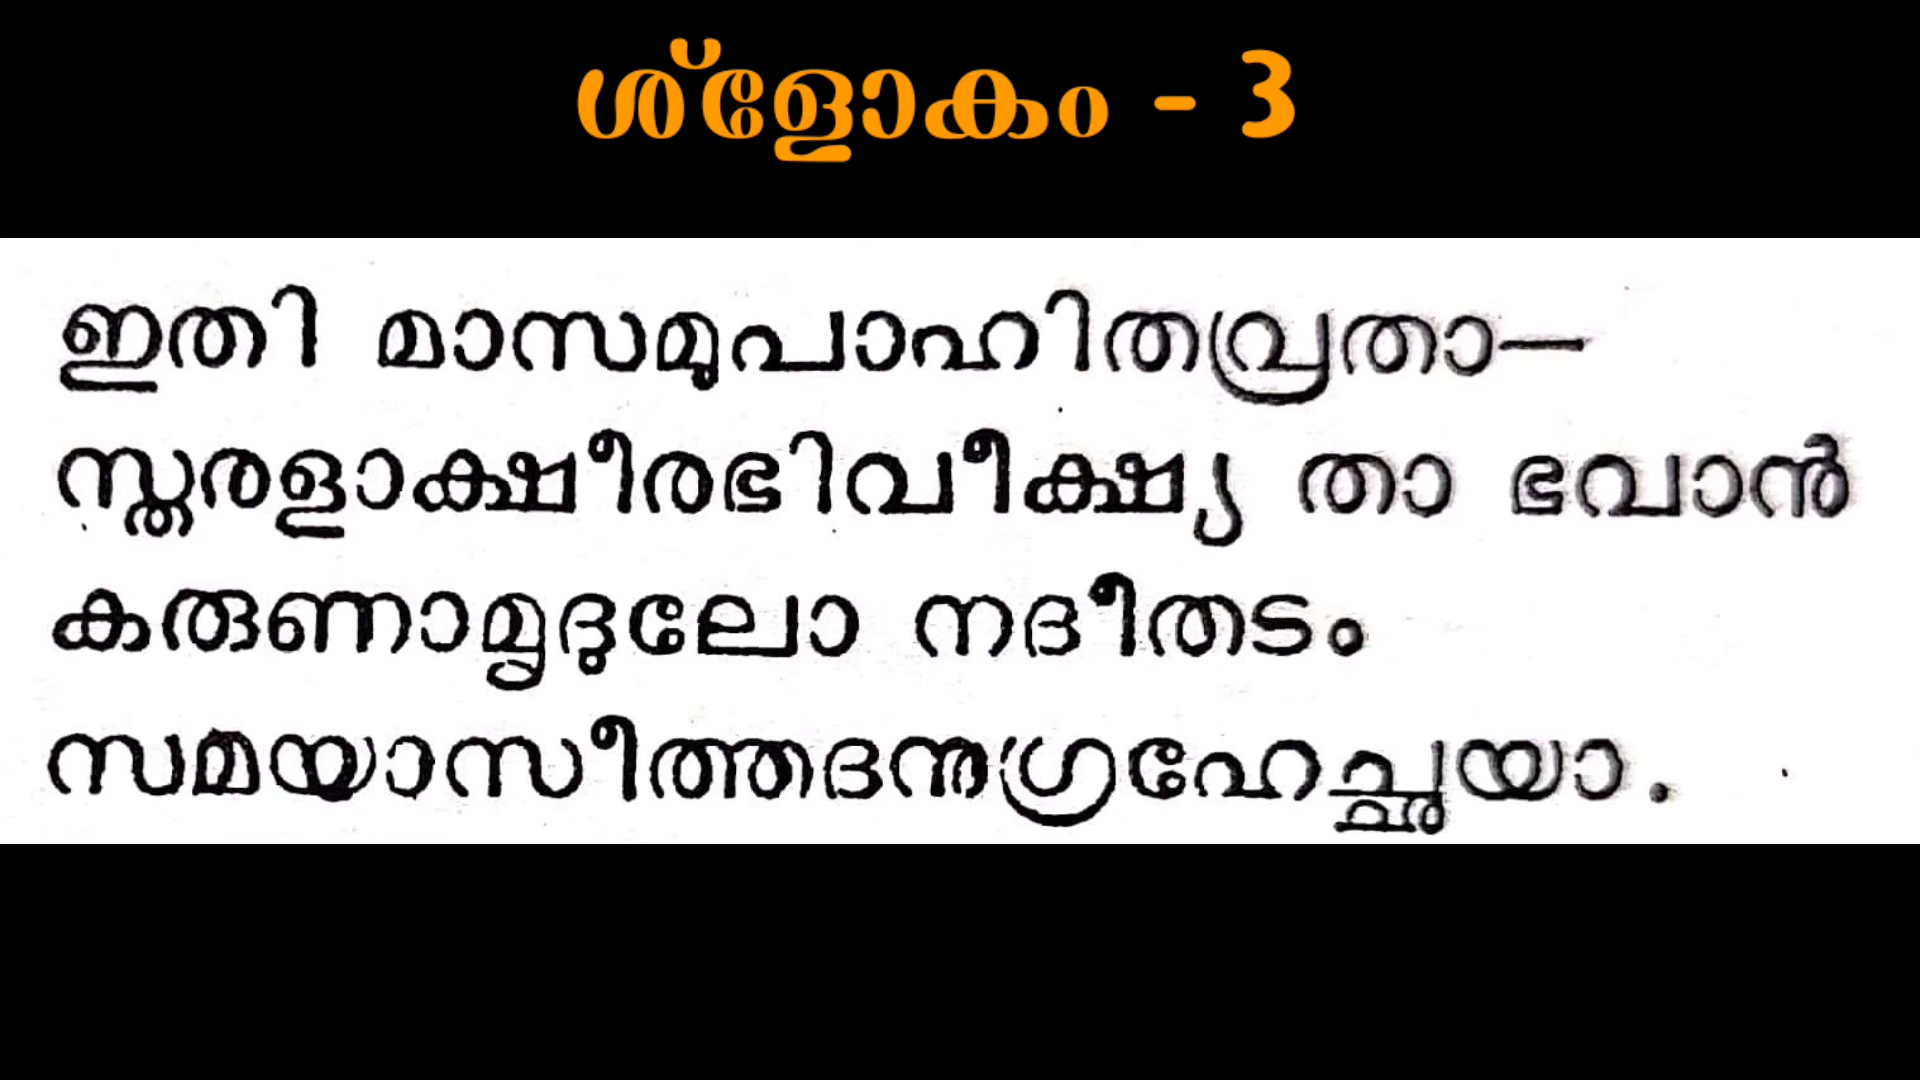 ശ്ളോകം - 3
ഇതി മാസമുപാഹിതവ്രതാ—
സ്തരളാക്ഷീരഭിവീക്ഷ്യ താ ഭവാൻ
കരുണാമൃദുലോ നദീതടം
സമയാസീത്തദനുഗ്രഹേച്ഛയാ.